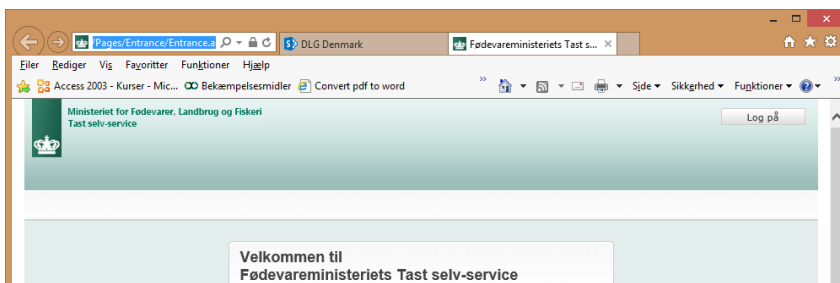 /Pages/Entrance/Entrance.a
DLG Denmark
Fødevareministeriets Tast s...
Filer Rediger Vis Favoritter Funktioner Hjælp
Access 2003 - Kurser - Mic... Bekæmpelsesmidler Convert pdf to word
Side Sikkerhed Funktioner
Ministeriet for Fødevarer, Landbrug og Fiskeri
Tast selv-service
Log på
Velkommen til
Fødevareministeriets Tast selv-service